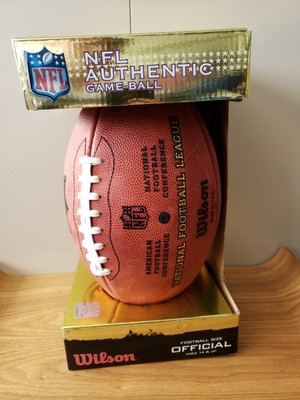 NFL
NFL
AUTHENTIC
GAME BALL
NFL
NATIONAL
FOOTBALL
CONFERENCE
AMERICAN
FOOTBALL
CONFERENCE
NATIONAL FOOTBALL LEAGUE
Wilson
Wilson
FOOTBALL SIZE
OFFICIAL
AGES 14 & UP